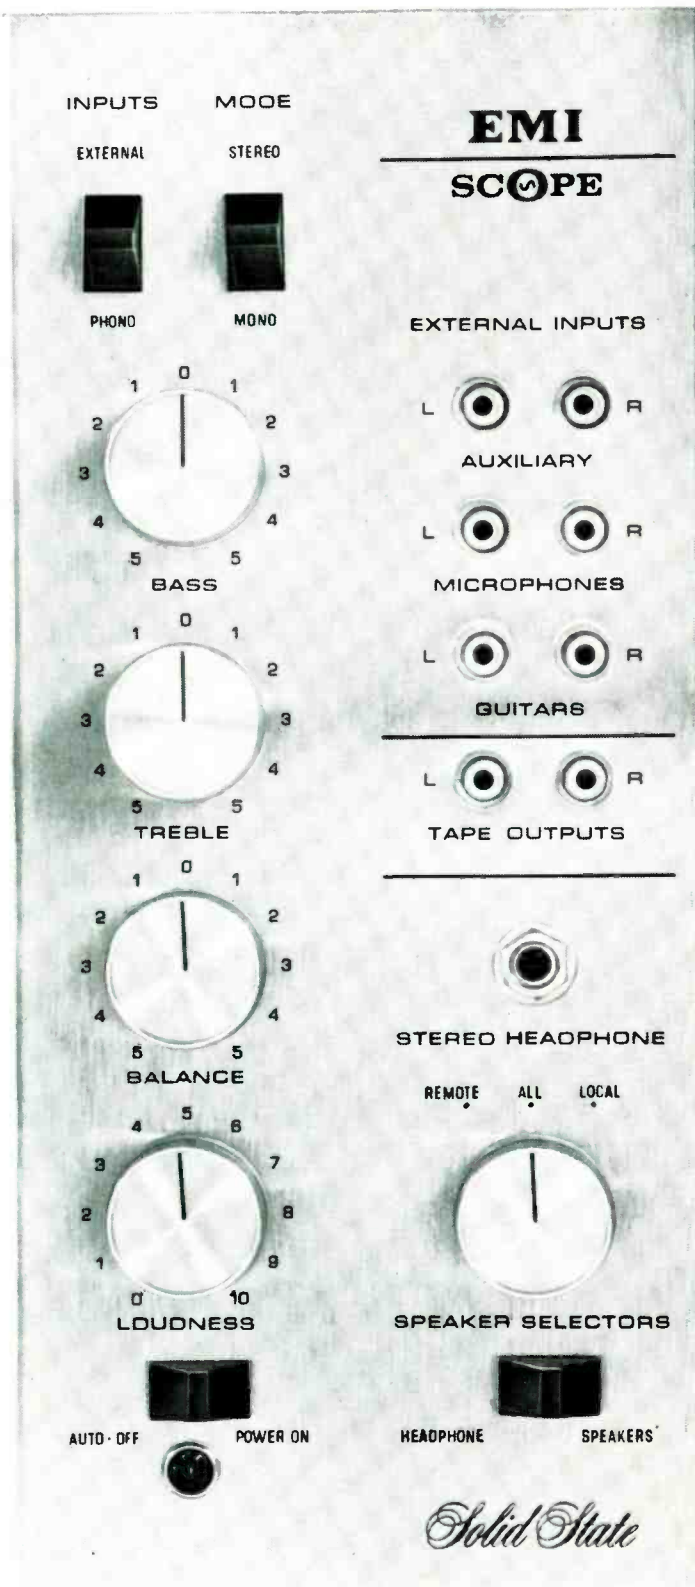 INPUTS
MODE
EXTERNAL
STEREO
PHONO
MONO
0
1 1
2 2
3 3
4 4
5 5
BASS
0
1 1
2 2
3 3
4 4
5 5
TREBLE
0
1 1
2 2
3 3
4 4
5 5
BALANCE
5
4 6
3 7
2 8
1 9
0 10
LOUDNESS
AUTO·OFF
POWER ON
EMI
SCOPE
EXTERNAL INPUTS
L R
AUXILIARY
L R
MICROPHONES
L R
GUITARS
L R
TAPE OUTPUTS
STEREO HEADPHONE
REMOTE ALL LOCAL
SPEAKER SELECTORS
HEADPHONE
SPEAKERS
Solid State